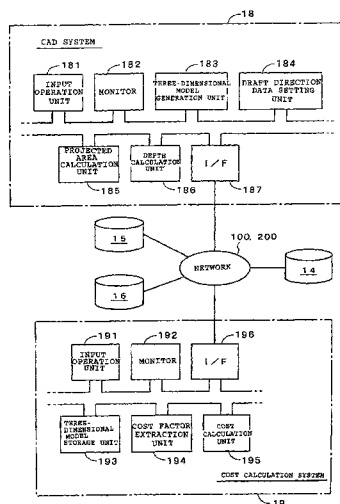 18
CAD SYSTEM
181
182
183
184
INPUT
OPERATION
UNIT
MONITOR
THREE-DIMENSIONAL
MODEL
GENERATION UNIT
DRAFT DIRECTION
DATA SETTING
UNIT
PROJECTED
AREA
CALCULATION
UNIT
DEPTH
CALCULATION
UNIT
I/F
185
186
187
100, 200
15
NETWORK
14
16
191
192
196
INPUT
OPERATION
UNIT
MONITOR
I/F
THREE-
DIMENSIONAL
MODEL
STORAGE UNIT
COST FACTOR
EXTRACTION
UNIT
COST
CALCULATION
UNIT
193
194
195
COST CALCULATION SYSTEM
19